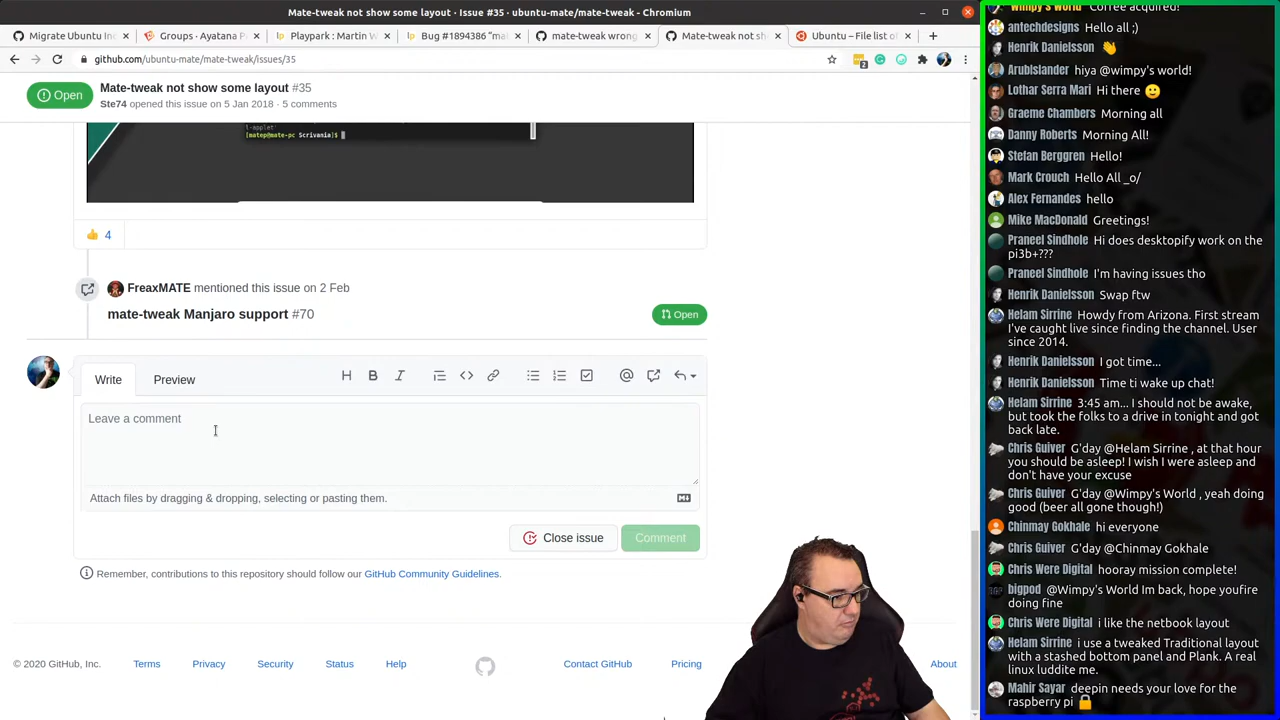 Mate-tweak not show some layout · Issue #35 · ubuntu-mate/mate-tweak - Chromium
Migrate Ubuntu In
Groups - Ayatana P
Playpark : Martin W
Bug #1894386 "ma
mate-tweak wrong
Mate-tweak not sh
Ubuntu – File list of
github.com/ubuntu-mate/mate-tweak/issues/35
2
Open
Mate-tweak not show some layout #35
Ste74 opened this issue on 5 Jan 2018 · 5 comments
i-applet'
[matep@mate-pc Scrivania]$
4
FreaxMATE mentioned this issue on 2 Feb
mate-tweak Manjaro support #70
Open
Write
Preview
Leave a comment
Attach files by dragging & dropping, selecting or pasting them.
Close issue
Comment
Remember, contributions to this repository should follow our GitHub Community Guidelines.
© 2020 GitHub, Inc.
Terms
Privacy
Security
Status
Help
Contact GitHub
Pricing
About
Wimpy's World Coffee acquired!
antechdesigns Hello all ;)
Henrik Danielsson 👋
ArubIslander hiya @wimpy's world!
Lothar Serra Mari Hi there 🙂
Graeme Chambers Morning all
Danny Roberts Morning All!
Stefan Berggren Hello!
Mark Crouch Hello All _o/
Alex Fernandes hello
Mike MacDonald Greetings!
Praneel Sindhole Hi does desktopify work on the
pi3b+???
Praneel Sindhole I'm having issues tho
Henrik Danielsson Swap ftw
Helam Sirrine Howdy from Arizona. First stream
I've caught live since finding the channel. User
since 2014.
Henrik Danielsson I got time...
Henrik Danielsson Time ti wake up chat!
Helam Sirrine 3:45 am... I should not be awake,
but took the folks to a drive in tonight and got
back late.
Chris Guiver G'day @Helam Sirrine , at that hour
you should be asleep! I wish I were asleep and
don't have your excuse
Chris Guiver G'day @Wimpy's World , yeah doing
good (beer all gone though!)
Chinmay Gokhale hi everyone
Chris Guiver G'day @Chinmay Gokhale
Chris Were Digital hooray mission complete!
bigpod @Wimpy's World Im back, hope youfire
doing fine
Chris Were Digital i like the netbook layout
Helam Sirrine i use a tweaked Traditional layout
with a stashed bottom panel and Plank. A real
linux luddite me.
Mahir Sayar deepin needs your love for the
raspberry pi 🔒